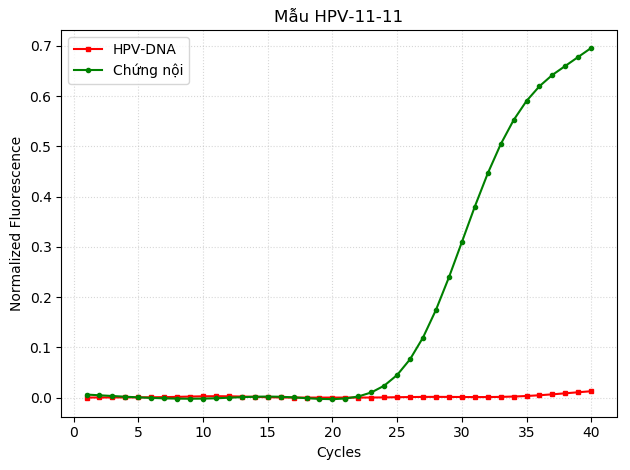 Mẫu HPV-11-11
HPV-DNA
Chứng nội
Normalized Fluorescence
0.7
0.6
0.5
0.4
0.3
0.2
0.1
0.0
0 5 10 15 20 25 30 35 40
Cycles